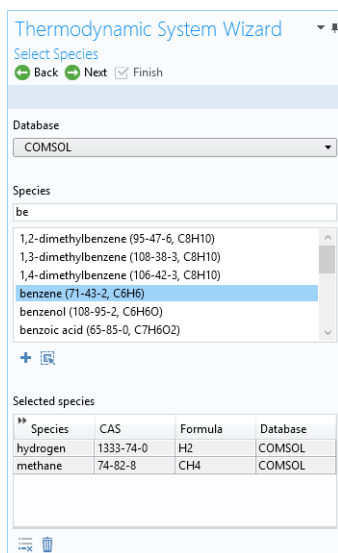 Thermodynamic System Wizard
Select Species
Back Next Finish
Database
COMSOL
Species
be
1,2-dimethylbenzene (95-47-6, C8H10)
1,3-dimethylbenzene (108-38-3, C8H10)
1,4-dimethylbenzene (106-42-3, C8H10)
benzene (71-43-2, C6H6)
benzenol (108-95-2, C6H6O)
benzoic acid (65-85-0, C7H6O2)
Selected species
Species CAS Formula Database
hydrogen 1333-74-0 H2 COMSOL
methane 74-82-8 CH4 COMSOL